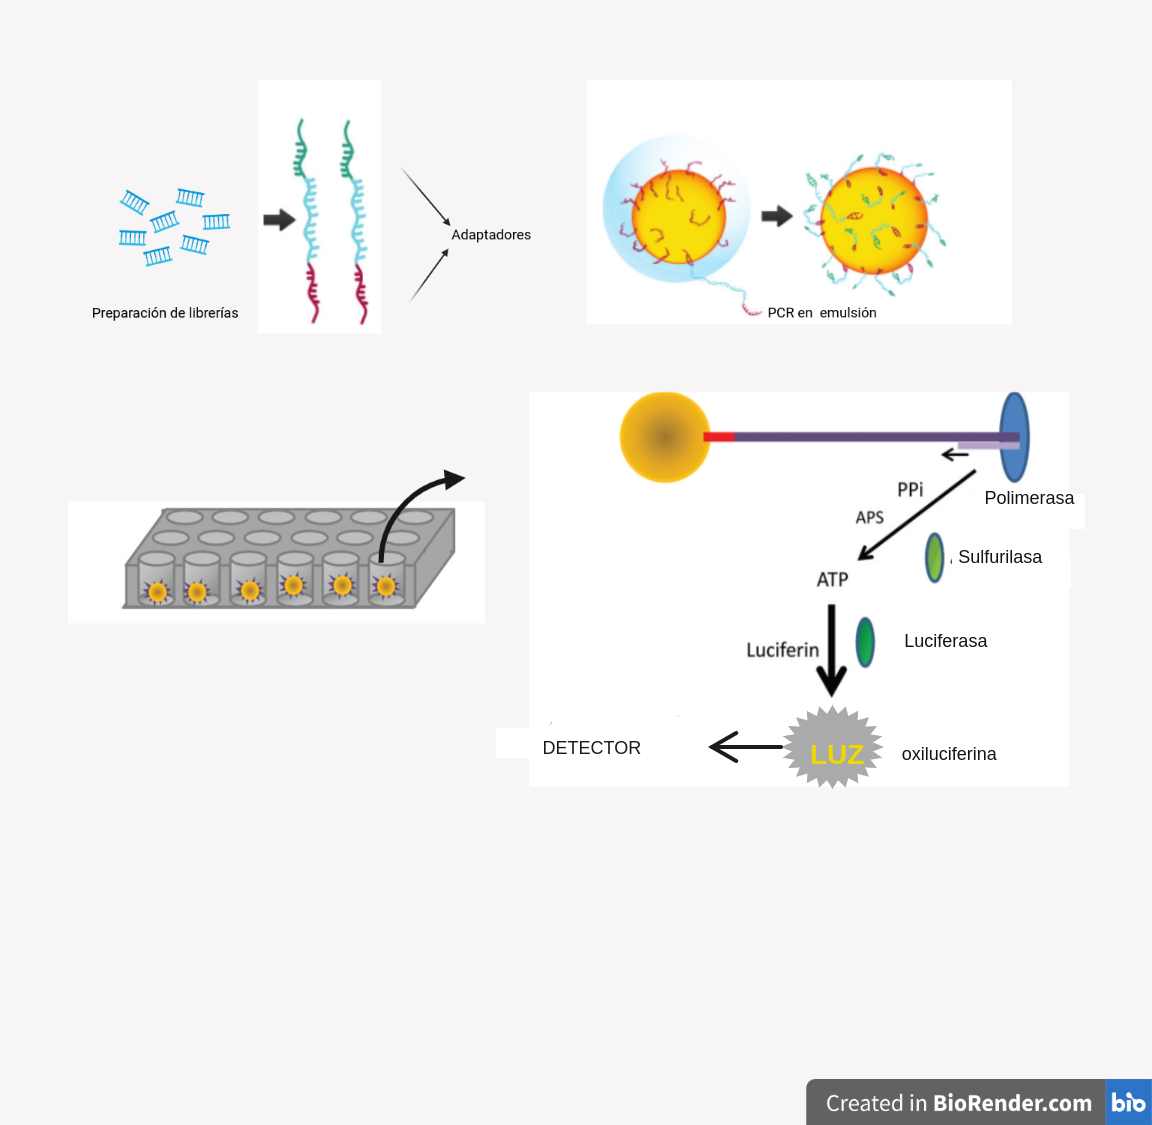 Adaptadores
Preparación de librerías
PCR en emulsión
PPi
Polimerasa
APS
Sulfurilasa
ATP
Luciferin
Luciferasa
DETECTOR
LUZ
oxiluciferina
Created in BioRender.com bio